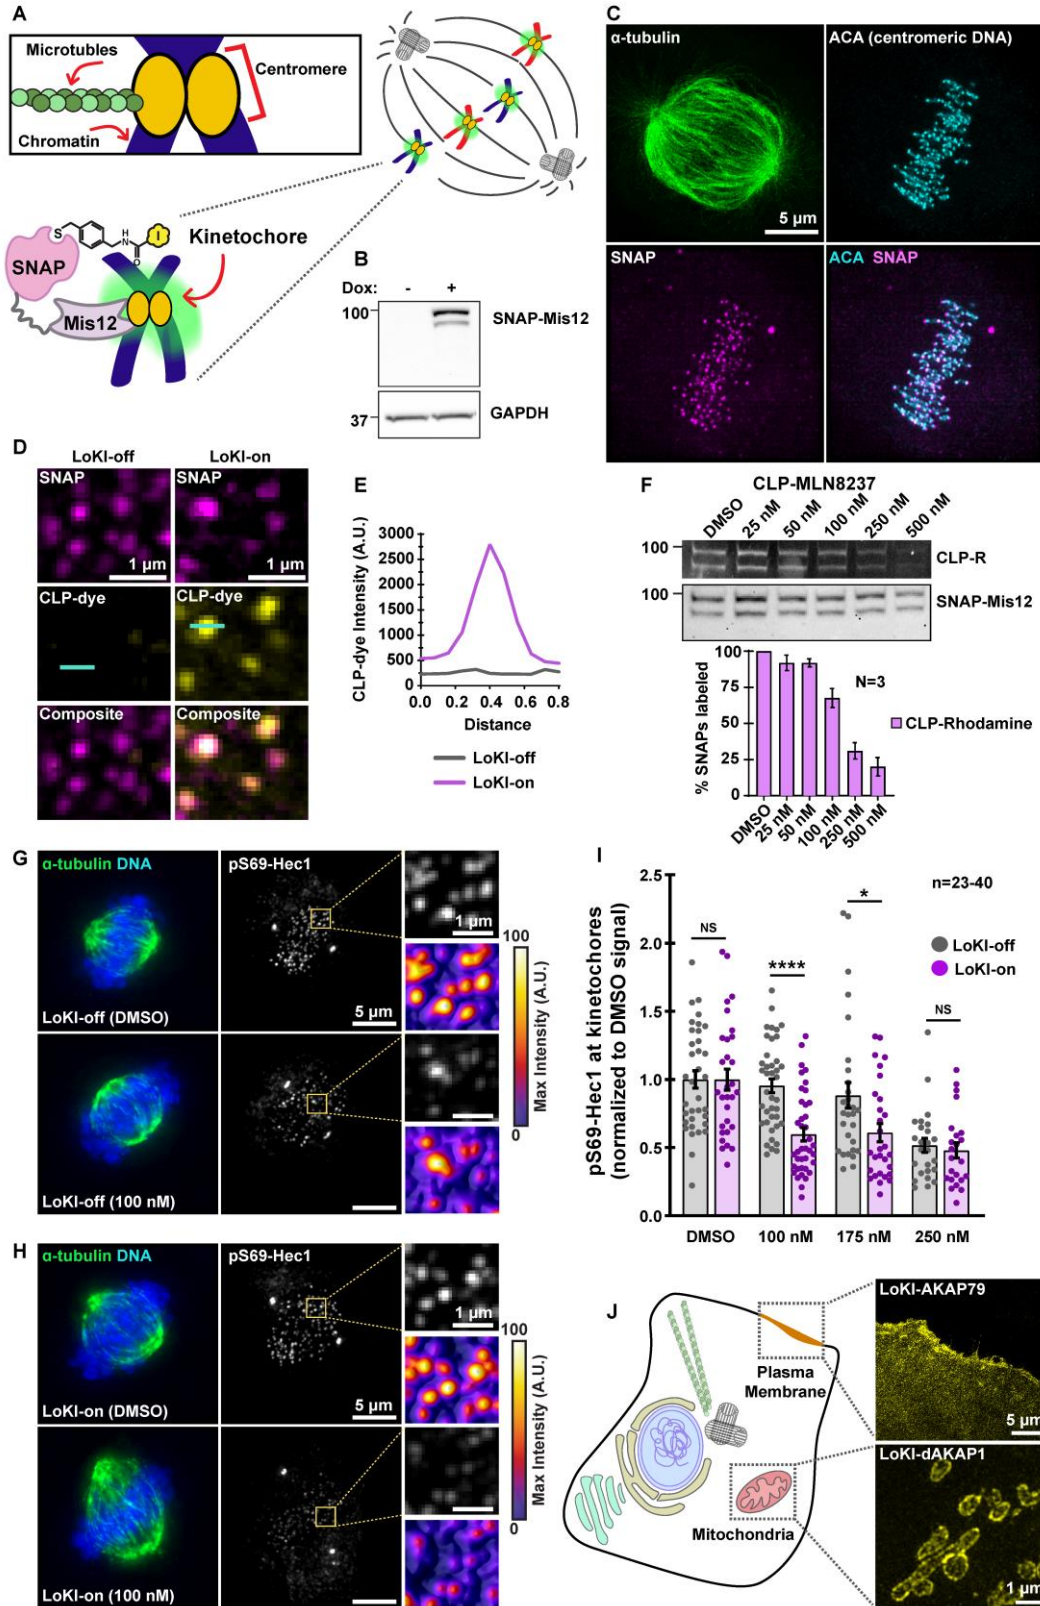 A
Microtubles
Centromere
Chromatin
S
N
H
O
I
SNAP
Kinetochore
Mis12
B
Dox: - +
100
SNAP-Mis12
37
GAPDH
C
α-tubulin
ACA (centromeric DNA)
5 µm
SNAP
ACA SNAP
D
LoKI-off LoKI-on
SNAP SNAP
1 µm 1 µm
CLP-dye CLP-dye
Composite Composite
E
CLP-dye Intensity (A.U.)
3000
2500
2000
1500
1000
500
0
0.0 0.2 0.4 0.6 0.8
Distance
LoKI-off
LoKI-on
F
CLP-MLN8237
DMSO 25 nM 50 nM 100 nM 250 nM 500 nM
100
CLP-R
100
SNAP-Mis12
% SNAPs labeled
100
75
50
25
0
N=3
CLP-Rhodamine
DMSO 25 nM 50 nM 100 nM 250 nM 500 nM
G
α-tubulin DNA
pS69-Hec1
1 µm
LoKI-off (DMSO)
5 µm
LoKI-off (100 nM)
100
Max Intensity (A.U.)
0
H
α-tubulin DNA
pS69-Hec1
1 µm
LoKI-on (DMSO)
5 µm
LoKI-on (100 nM)
100
Max Intensity (A.U.)
0
I
pS69-Hec1 at kinetochores
(normalized to DMSO signal)
2.5
2.0
1.5
1.0
0.5
0.0
n=23-40
LoKI-off
LoKI-on
NS
****
*
NS
DMSO 100 nM 175 nM 250 nM
J
Plasma
Membrane
Mitochondria
LoKI-AKAP79
5 µm
LoKI-dAKAP1
1 µm